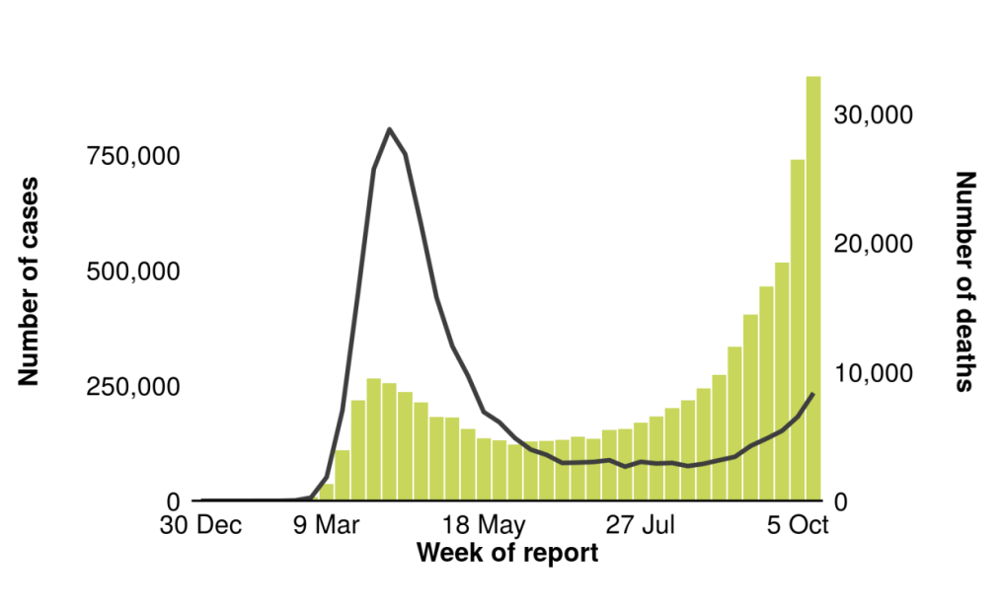 Number of cases
750,000
500,000
250,000
0
30,000
20,000
10,000
0
Number of deaths
30 Dec 9 Mar 18 May 27 Jul 5 Oct
Week of report